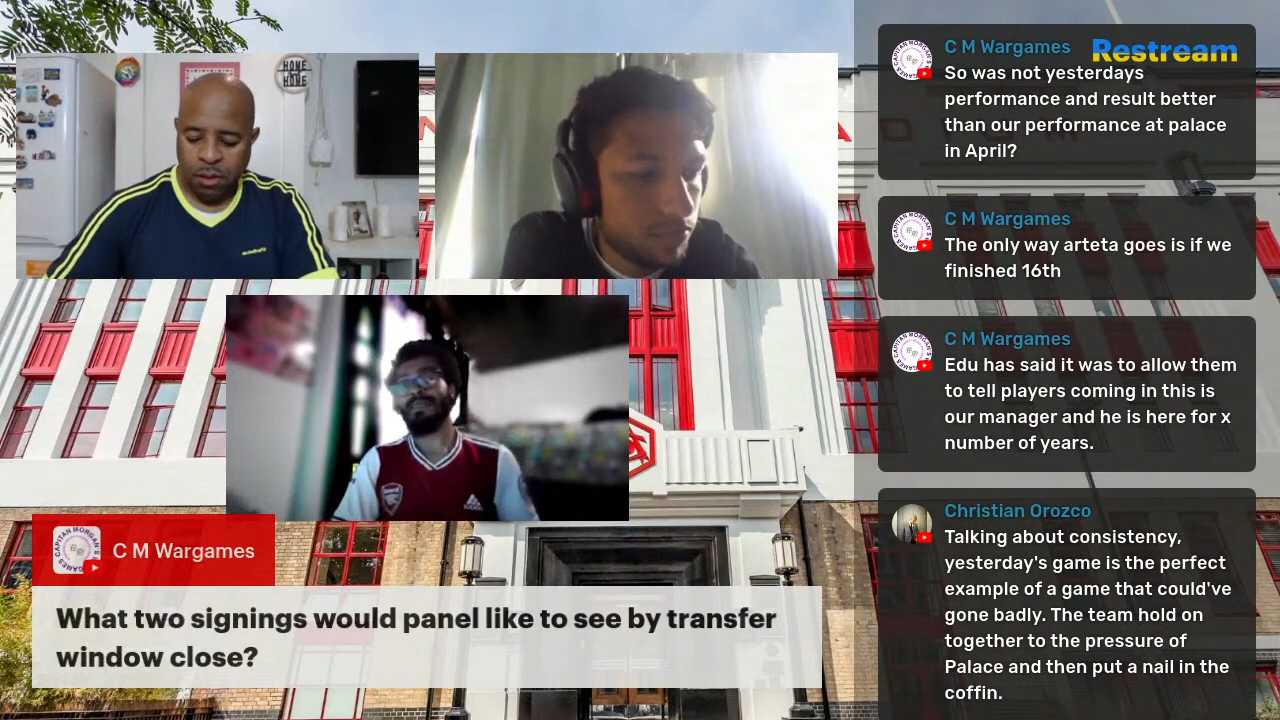 HOME
HOME
C M Wargames
What two signings would panel like to see by transfer
window close?
Restream
C M Wargames
So was not yesterdays
performance and result better
than our performance at palace
in April?
C M Wargames
The only way arteta goes is if we
finished 16th
C M Wargames
Edu has said it was to allow them
to tell players coming in this is
our manager and he is here for x
number of years.
Christian Orozco
Talking about consistency,
yesterday's game is the perfect
example of a game that could've
gone badly. The team hold on
together to the pressure of
Palace and then put a nail in the
coffin.